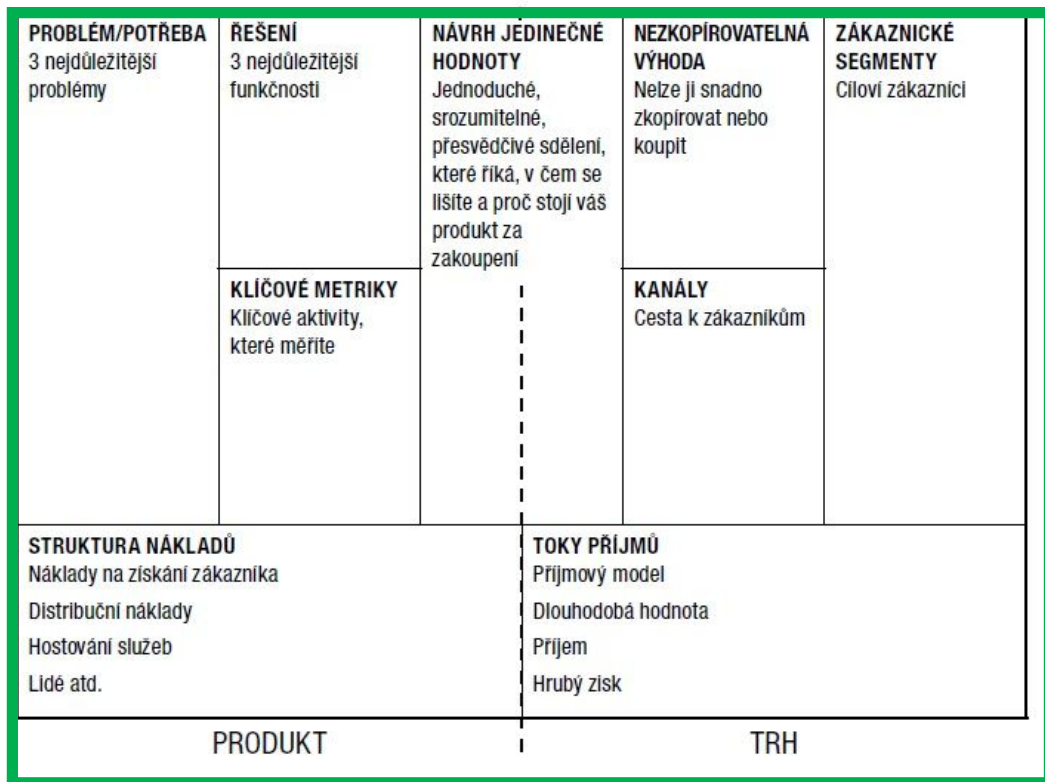 PROBLÉM/POTŘEBA
3 nejdůležitější
problémy
ŘEŠENÍ
3 nejdůležitější
funkčnosti
KLÍČOVÉ METRIKY
Klíčové aktivity,
které měříte
NÁVRH JEDINEČNÉ
HODNOTY
Jednoduché,
srozumitelné,
přesvědčivé sdělení,
které říká, v čem se
lišíte a proč stojí váš
produkt za
zakoupení
NEZKOPÍROVATELNÁ
VÝHODA
Nelze ji snadno
zkopírovat nebo
koupit
KANÁLY
Cesta k zákazníkům
ZÁKAZNICKÉ
SEGMENTY
Cíloví zákazníci
STRUKTURA NÁKLADŮ
Náklady na získání zákazníka
Distribuční náklady
Hostování služeb
Lidé atd.
TOKY PŘÍJMŮ
Příjmový model
Dlouhodobá hodnota
Příjem
Hrubý zisk
PRODUKT
TRH